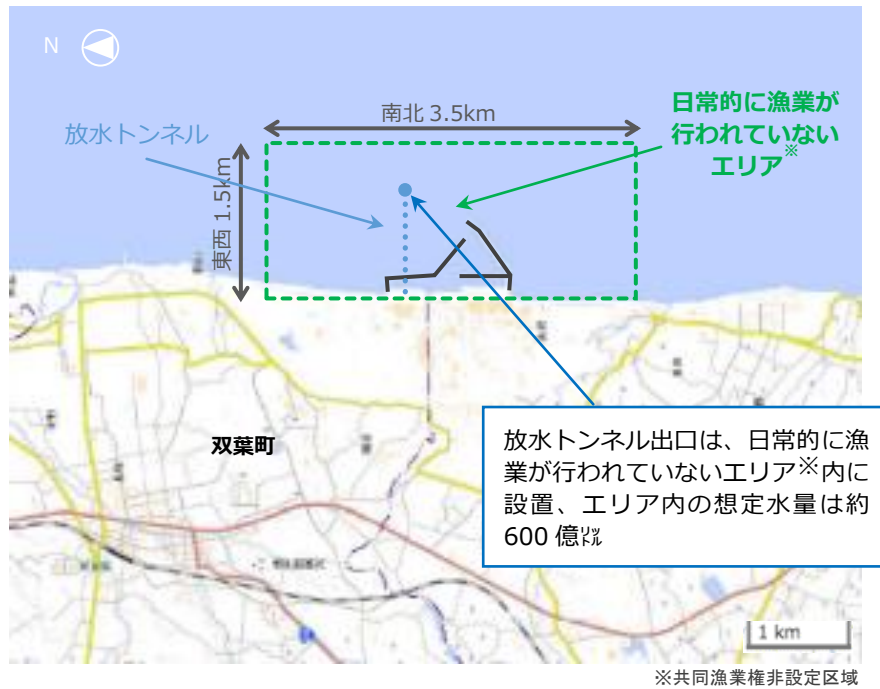 N
南北 3.5km
日常的に漁業が
行われていない
エリア※
放水トンネル
東西 1.5km
双葉町
放水トンネル出口は、日常的に漁
業が行われていないエリア※内に
設置、エリア内の想定水量は約
600 億㍑
1 km
※共同漁業権非設定区域